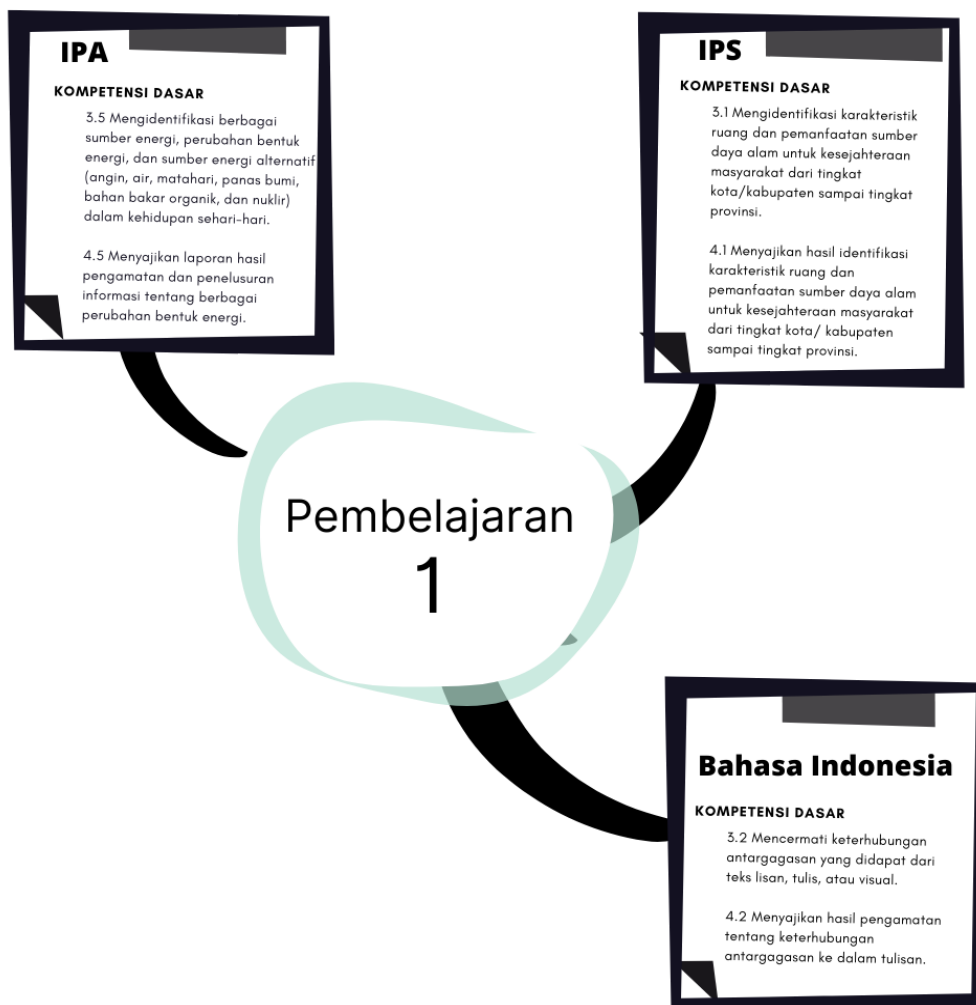 IPA
KOMPETENSI DASAR
3.5 Mengidentifikasi berbagai
sumber energi, perubahan bentuk
energi, dan sumber energi alternatif
(angin, air, matahari, panas bumi,
bahan bakar organik, dan nuklir)
dalam kehidupan sehari-hari.
4.5 Menyajikan laporan hasil
pengamatan dan penelusuran
informasi tentang berbagai
perubahan bentuk energi.
IPS
KOMPETENSI DASAR
3.1 Mengidentifikasi karakteristik
ruang dan pemanfaatan sumber
daya alam untuk kesejahteraan
masyarakat dari tingkat
kota/kabupaten sampai tingkat
provinsi.
4.1 Menyajikan hasil identifikasi
karakteristik ruang dan
pemanfaatan sumber daya alam
untuk kesejahteraan masyarakat
dari tingkat kota/ kabupaten
sampai tingkat provinsi.
Pembelajaran
1
Bahasa Indonesia
KOMPETENSI DASAR
3.2 Mencermati keterhubungan
antargagasan yang didapat dari
teks lisan, tulis, atau visual.
4.2 Menyajikan hasil pengamatan
tentang keterhubungan
antargagasan ke dalam tulisan.